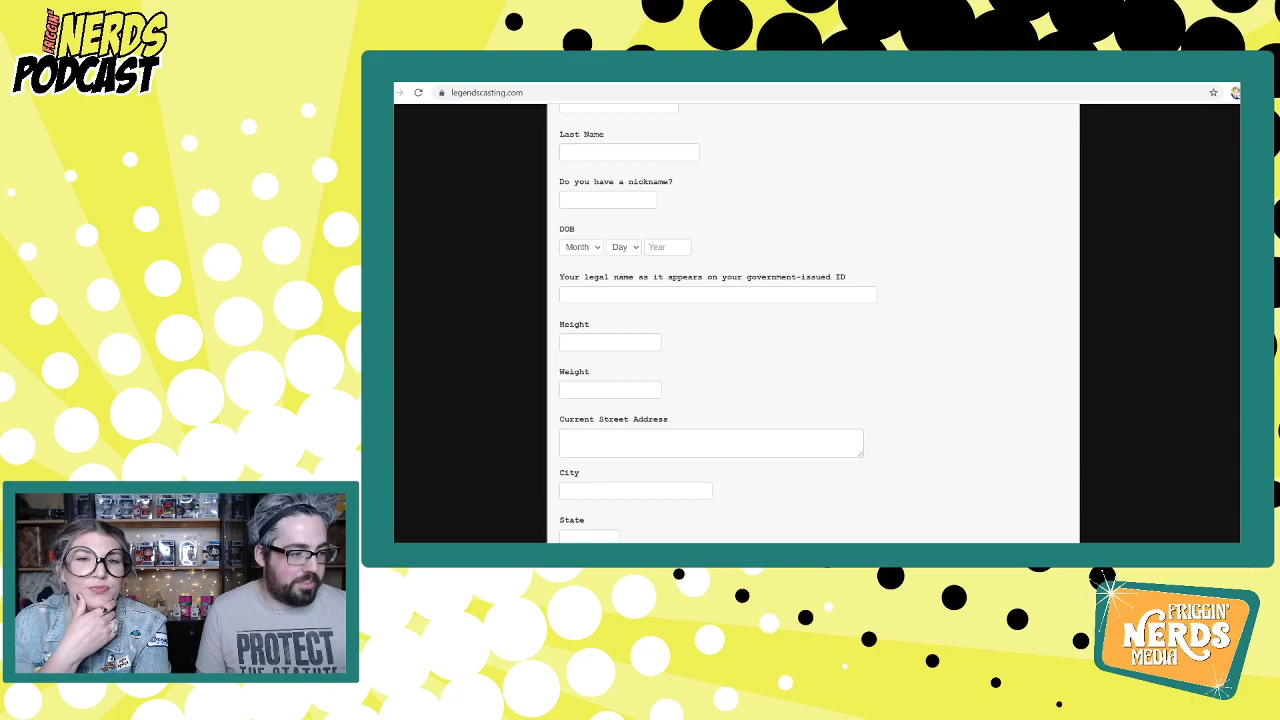 FRIGGIN'
NERDS
PODCAST
legendscasting.com
Last Name
Do you have a nickname?
DOB
Month
Day
Year
Your legal name as it appears on your government-issued ID
Height
Weight
Current Street Address
City
State
PROTECT
FRIGGIN'
NERDS
MEDIA